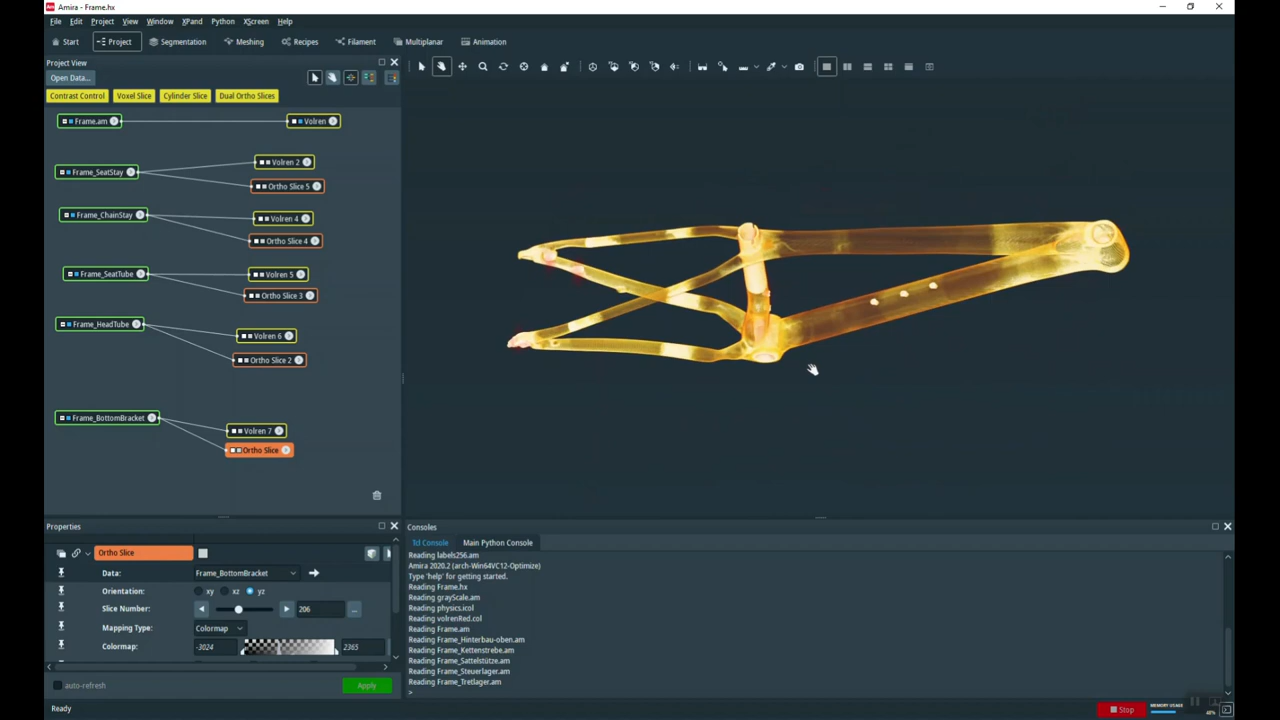 Am Amira - Frame.hx
File Edit Project View Window XPand Python XScreen Help
Start Project Segmentation Meshing Recipes Filament Multiplanar Animation
Project View
Open Data...
Contrast Control Voxel Slice Cylinder Slice Dual Ortho Slices
Frame.am Volren
Volren 2
Frame_SeatStay
Ortho Slice 5
Frame_ChainStay Volren 4
Ortho Slice 4
Frame_SeatTube Volren 5
Ortho Slice 3
Frame_HeadTube
Volren 6
Ortho Slice 2
Frame_BottomBracket
Volren 7
Ortho Slice
Properties
Ortho Slice
Data: Frame_BottomBracket
Orientation: xy xz yz
Slice Number: 206 ...
Mapping Type: Colormap
Colormap: -3024 2365
auto-refresh Apply
Consoles
Tcl Console Main Python Console
Reading labels256.am
Amira 2020.2 (arch-Win64VC12-Optimize)
Type 'help' for getting started.
Reading Frame.hx
Reading grayScale.am
Reading physics.icol
Reading volrenRed.col
Reading Frame.am
Reading Frame_Hinterbau-oben.am
Reading Frame_Kettenstrebe.am
Reading Frame_Sattelstütze.am
Reading Frame_Steuerlager.am
Reading Frame_Tretlager.am
>
Ready Stop MEMORY USAGE 48%